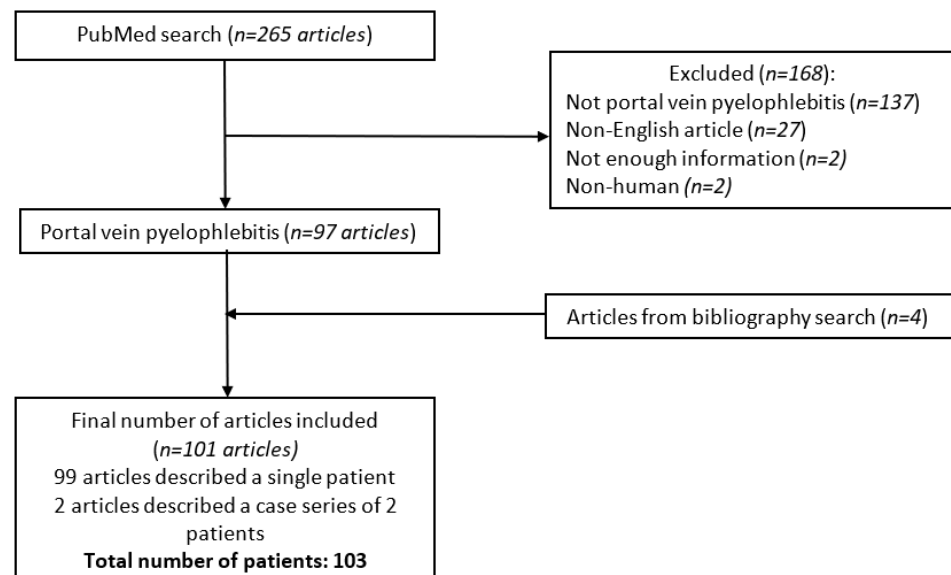 PubMed search (n=265 articles)
Excluded (n=168):
Not portal vein pyelophlebitis (n=137)
Non-English article (n=27)
Not enough information (n=2)
Non-human (n=2)
Portal vein pyelophlebitis (n=97 articles)
Articles from bibliography search (n=4)
Final number of articles included
(n=101 articles)
99 articles described a single patient
2 articles described a case series of 2
patients
Total number of patients: 103